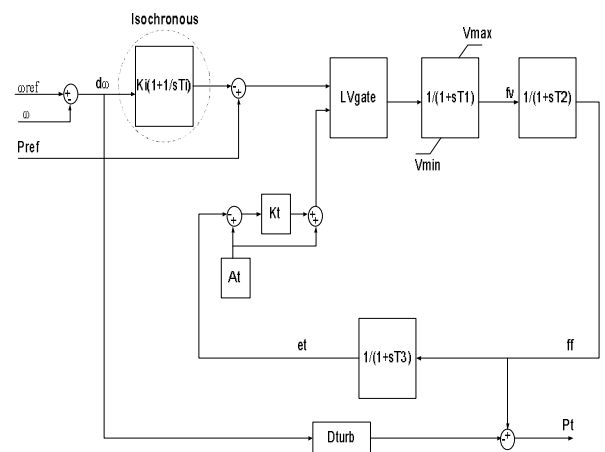 Isochronous
Vmax
ωref
dω
Ki(1+1/sTi)
LVgate
1/(1+sT1)
fv
1/(1+sT2)
ω
Pref
Vmin
Kt
At
et
1/(1+sT3)
ff
Dturb
Pt